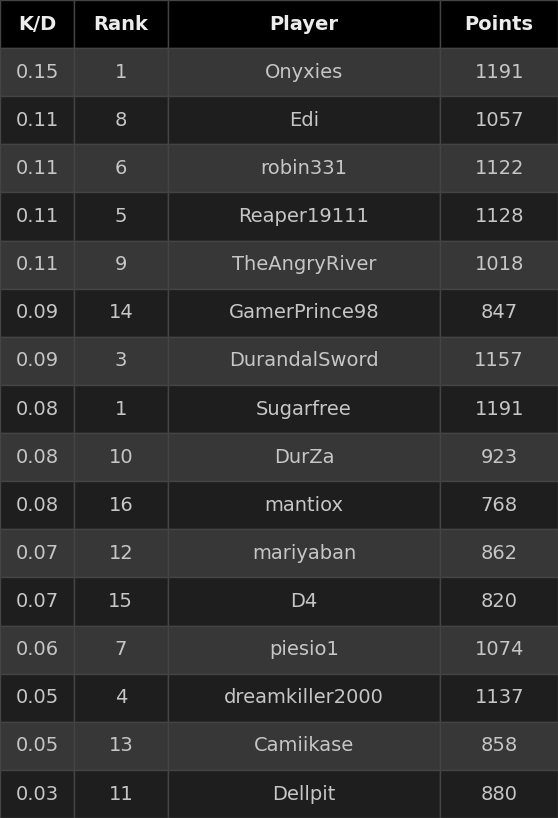 K/D Rank Player Points
0.15 1 Onyxies 1191
0.11 8 Edi 1057
0.11 6 robin331 1122
0.11 5 Reaper19111 1128
0.11 9 TheAngryRiver 1018
0.09 14 GamerPrince98 847
0.09 3 DurandalSword 1157
0.08 1 Sugarfree 1191
0.08 10 DurZa 923
0.08 16 mantiox 768
0.07 12 mariyaban 862
0.07 15 D4 820
0.06 7 piesio1 1074
0.05 4 dreamkiller2000 1137
0.05 13 Camiikase 858
0.03 11 Dellpit 880